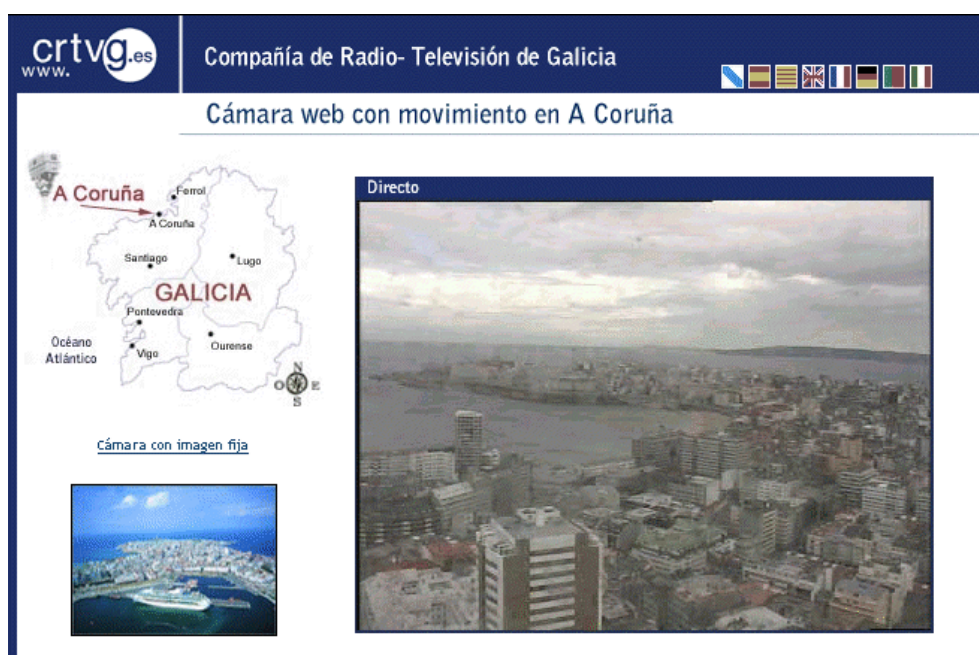 crtvg.es
www.
Compañía de Radio- Televisión de Galicia
Cámara web con movimiento en A Coruña
A Coruña
Ferrol
A Coruña
Santiago
Lugo
GALICIA
Pontevedra
Océano
Atlántico
Vigo
Ourense
N
O E
S
Cámara con imagen fija
Directo